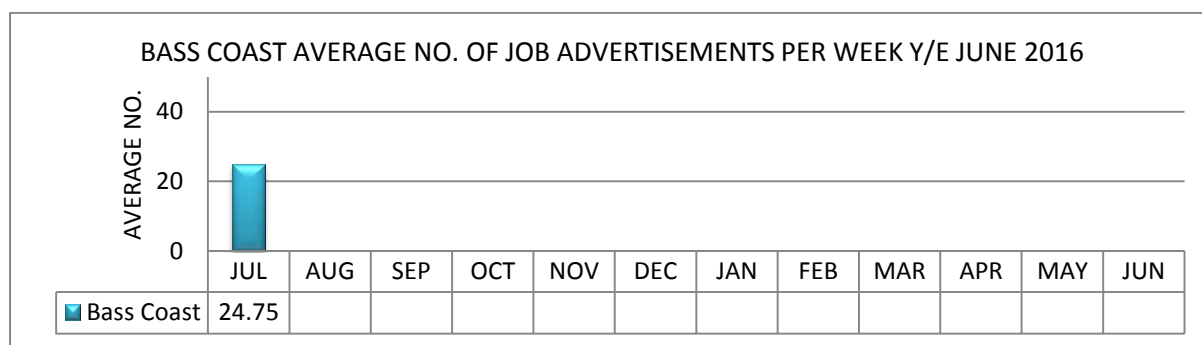 BASS COAST AVERAGE NO. OF JOB ADVERTISEMENTS PER WEEK Y/E JUNE 2016
AVERAGE NO.
40
20
0
JUL AUG SEP OCT NOV DEC JAN FEB MAR APR MAY JUN
Bass Coast 24.75